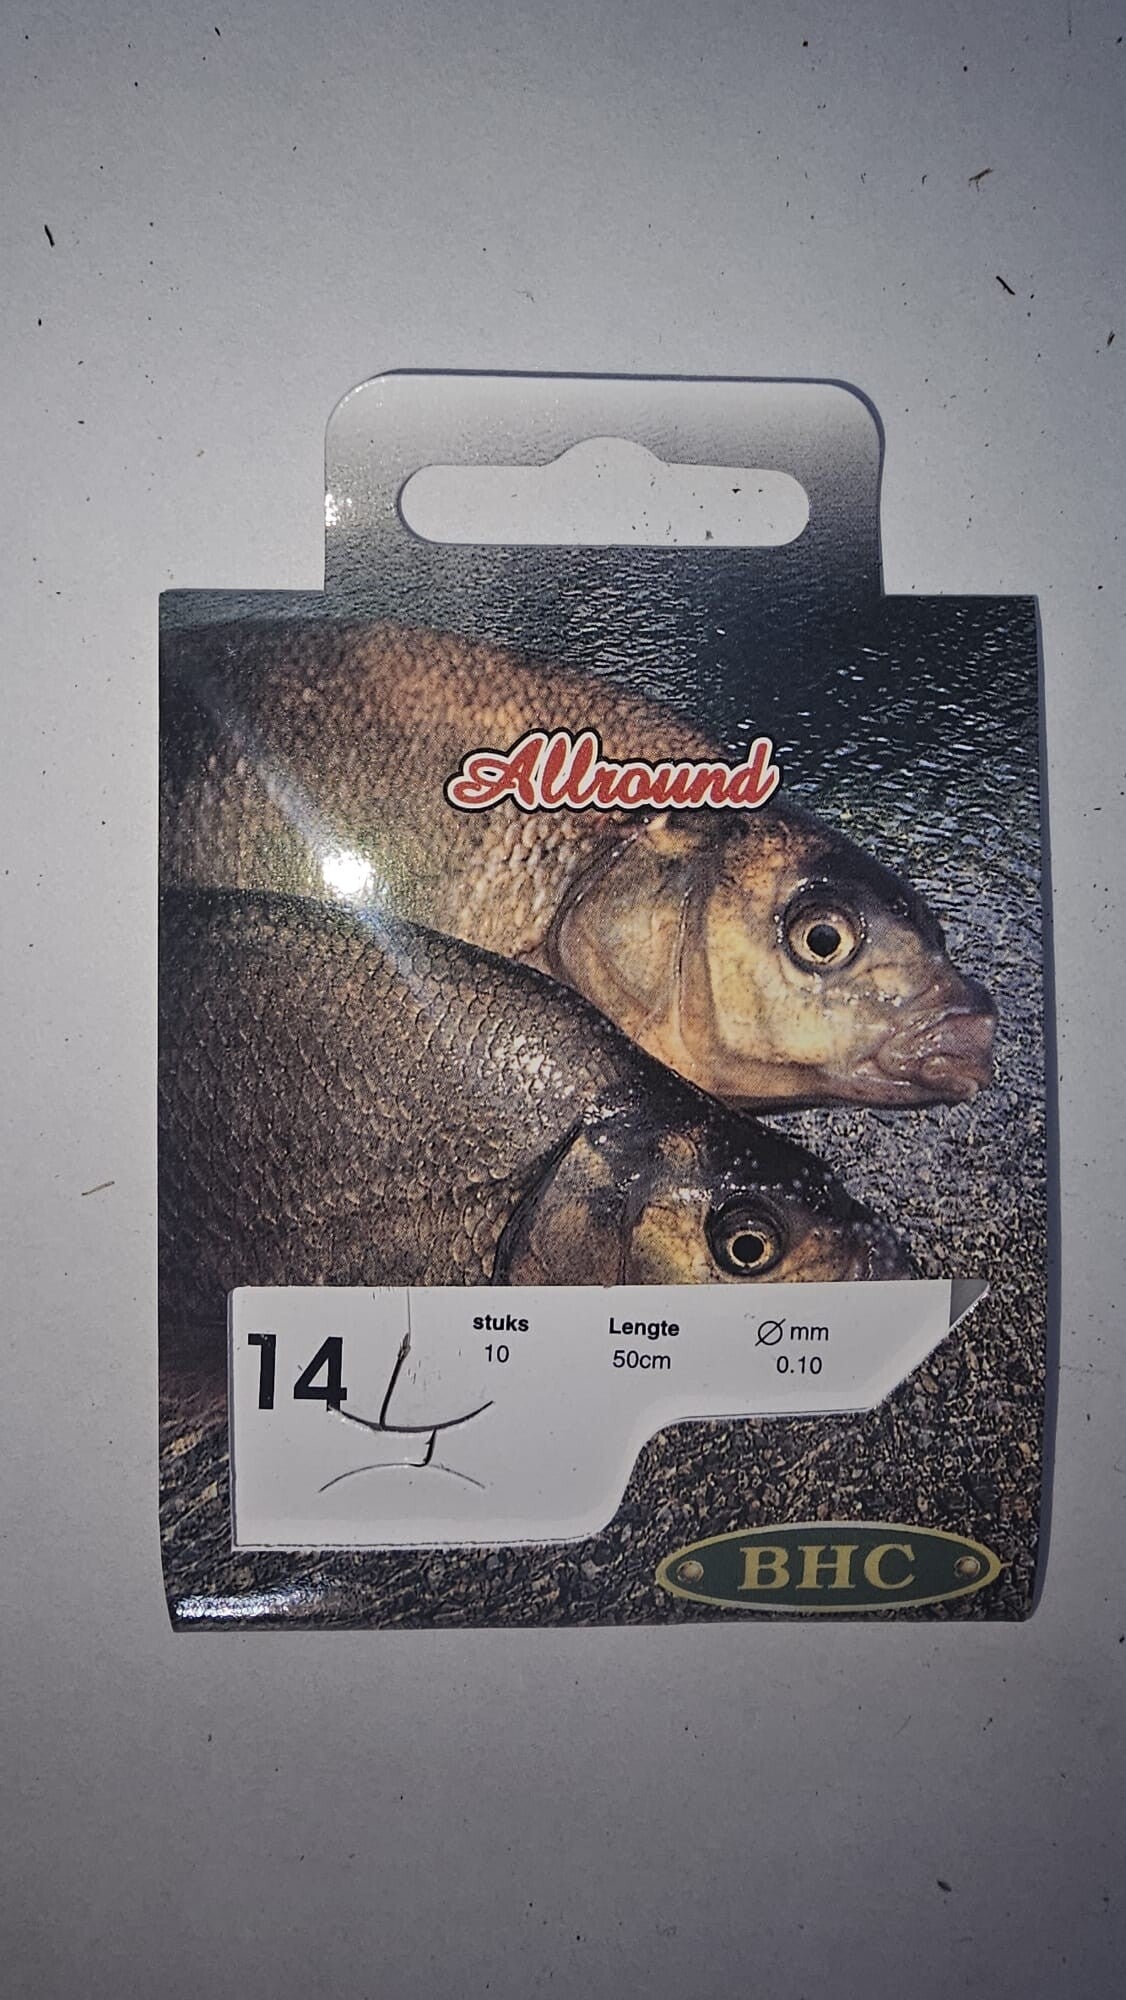 Allround
14
stuks Lengte Ø mm
10 50cm 0.10
BHC